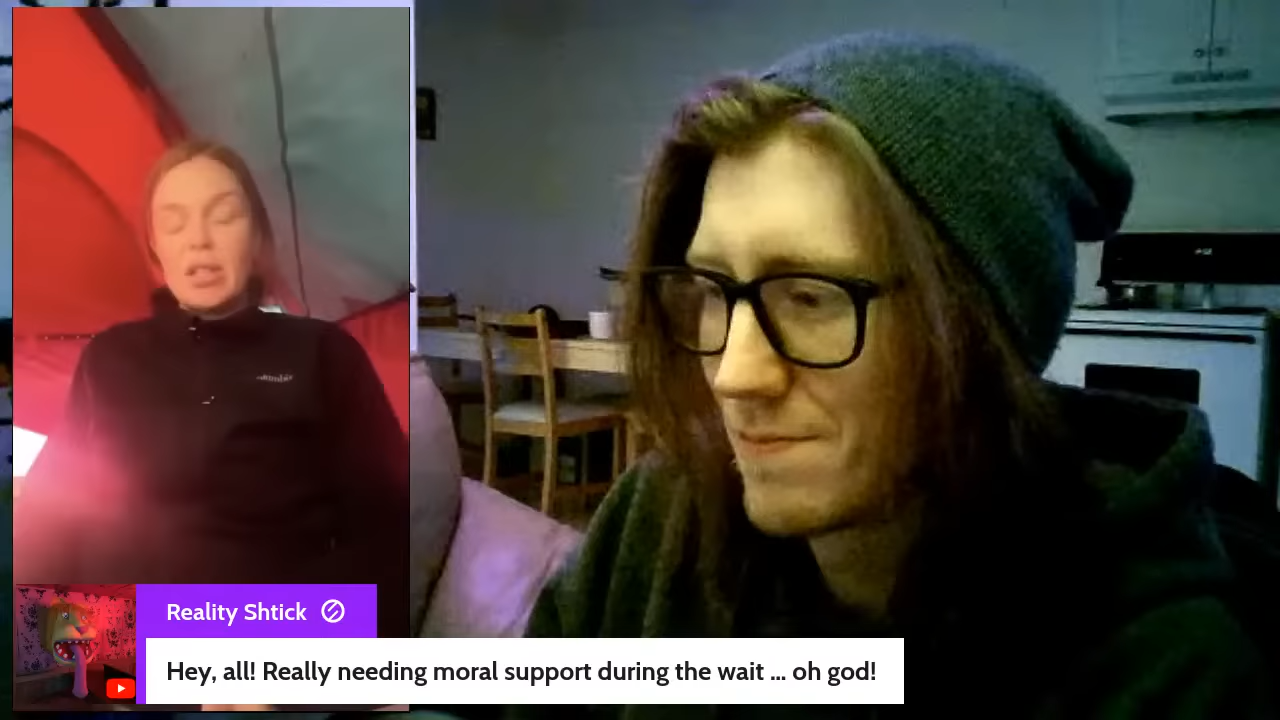 Reality Shtick
Hey, all! Really needing moral support during the wait ... oh god!